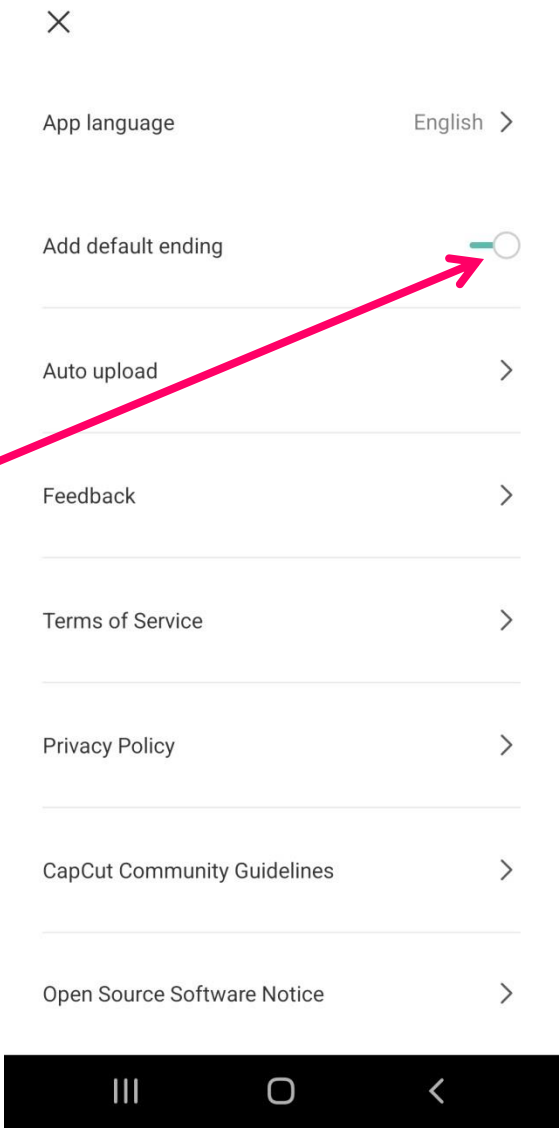 App language English
Add default ending
Auto upload
Feedback
Terms of Service
Privacy Policy
CapCut Community Guidelines
Open Source Software Notice